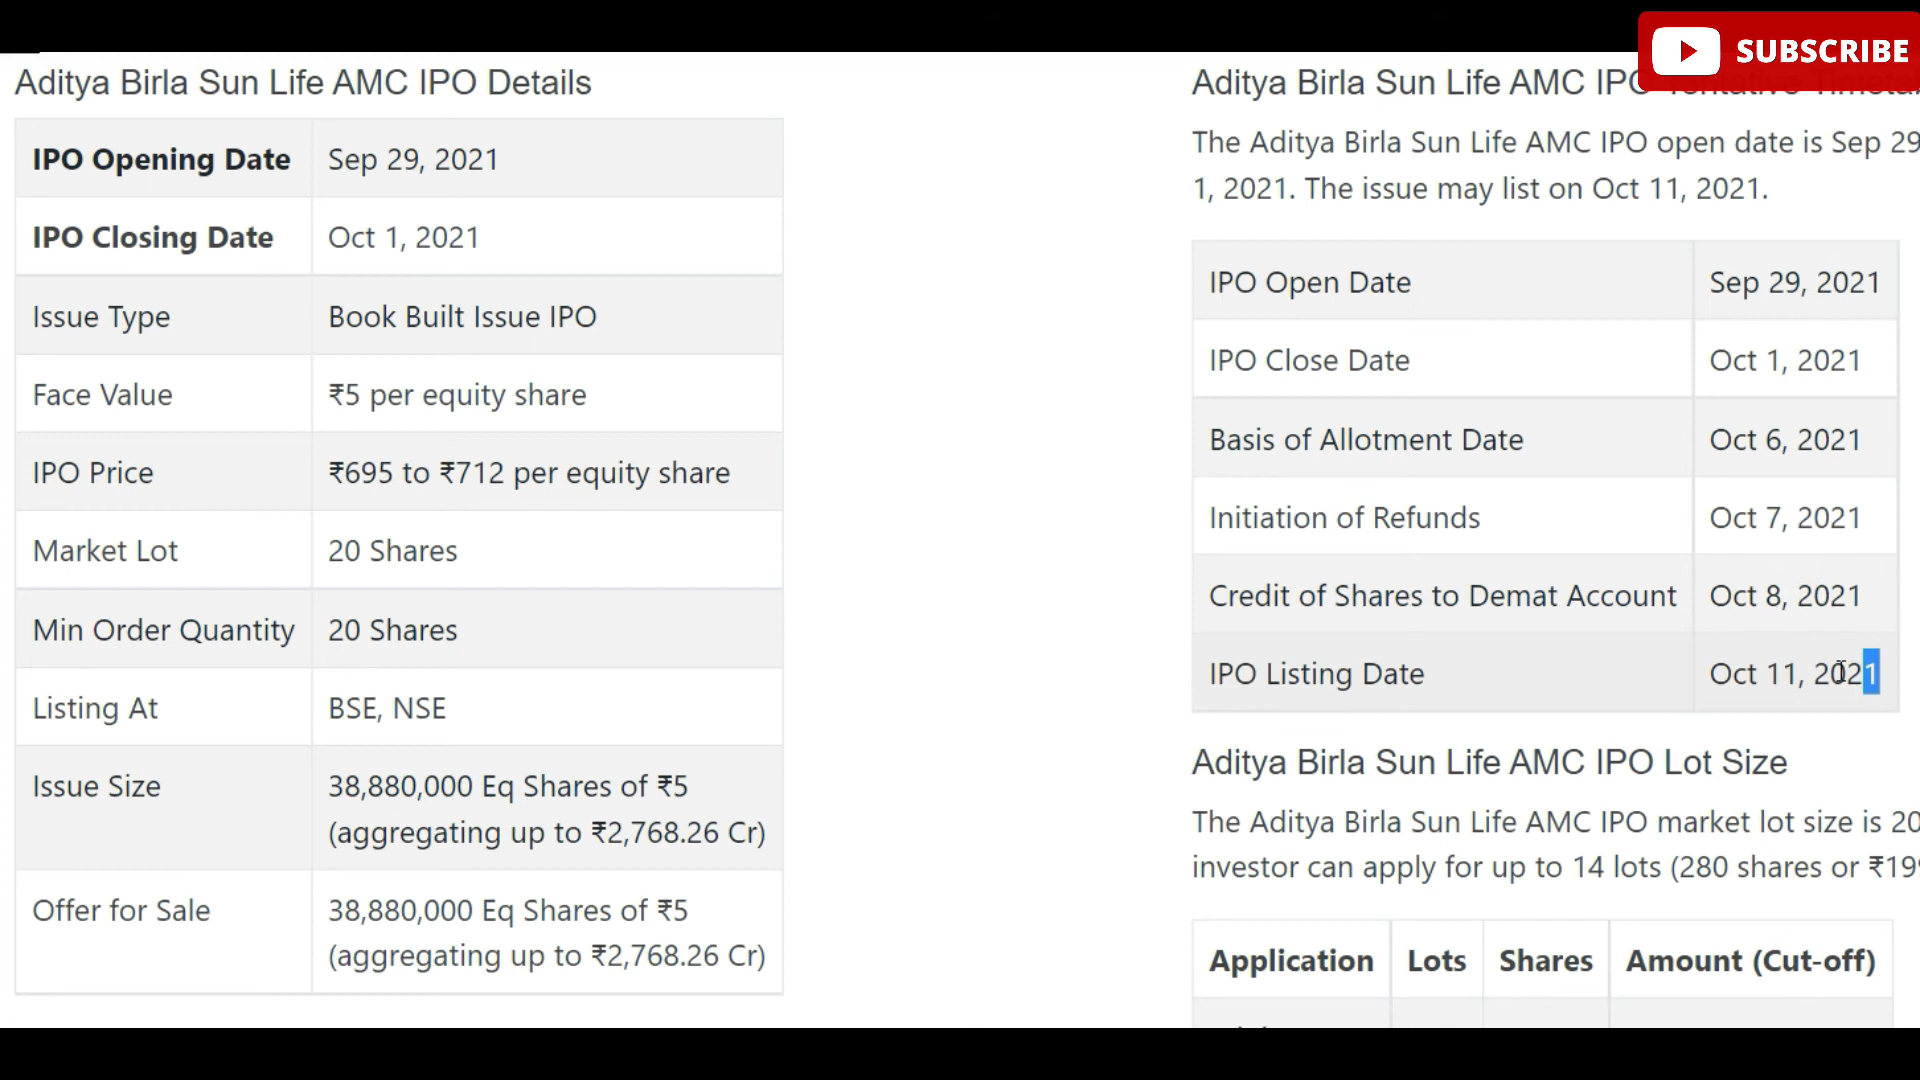 SUBSCRIBE
Aditya Birla Sun Life AMC IPO Details
IPO Opening Date Sep 29, 2021
IPO Closing Date Oct 1, 2021
Issue Type Book Built Issue IPO
Face Value ₹5 per equity share
IPO Price ₹695 to ₹712 per equity share
Market Lot 20 Shares
Min Order Quantity 20 Shares
Listing At BSE, NSE
Issue Size 38,880,000 Eq Shares of ₹5
(aggregating up to ₹2,768.26 Cr)
Offer for Sale 38,880,000 Eq Shares of ₹5
(aggregating up to ₹2,768.26 Cr)
Aditya Birla Sun Life AMC IPO Tentative
The Aditya Birla Sun Life AMC IPO open date is Sep 29
1, 2021. The issue may list on Oct 11, 2021.
IPO Open Date Sep 29, 2021
IPO Close Date Oct 1, 2021
Basis of Allotment Date Oct 6, 2021
Initiation of Refunds Oct 7, 2021
Credit of Shares to Demat Account Oct 8, 2021
IPO Listing Date Oct 11, 2021
Aditya Birla Sun Life AMC IPO Lot Size
The Aditya Birla Sun Life AMC IPO market lot size is 20
investor can apply for up to 14 lots (280 shares or ₹199
Application Lots Shares Amount (Cut-off)